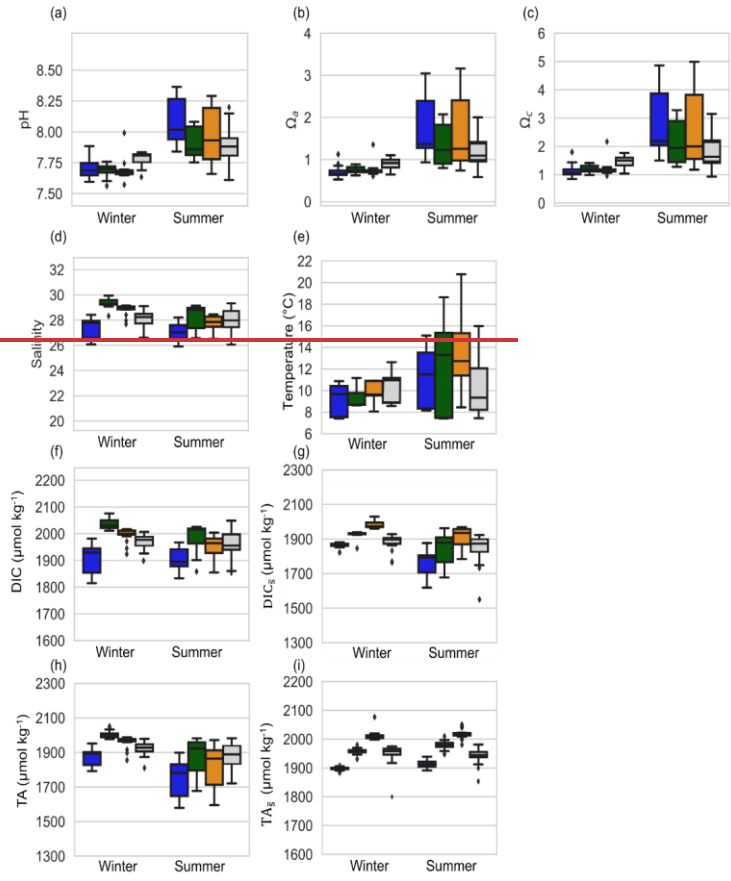 (a)
(b)
(c)
pH
8.50
8.25
8.00
7.75
7.50
Winter
Summer
Ωa
4
3
2
1
0
Winter
Summer
Ωc
6
5
4
3
2
1
0
Winter
Summer
(d)
(e)
Salinity
32
30
28
26
24
22
20
Winter
Summer
Temperature (°C)
22
20
18
16
14
12
10
8
6
Winter
Summer
(f)
(g)
DIC (μmol kg⁻¹)
2200
2100
2000
1900
1800
1700
1600
Winter
Summer
DICs̄ (μmol kg⁻¹)
2300
2100
1900
1700
1500
1300
Winter
Summer
(h)
(i)
TA (μmol kg⁻¹)
2300
2100
1900
1700
1500
1300
Winter
Summer
TAs̄ (μmol kg⁻¹)
2200
2100
2000
1900
1800
1700
1600
Winter
Summer